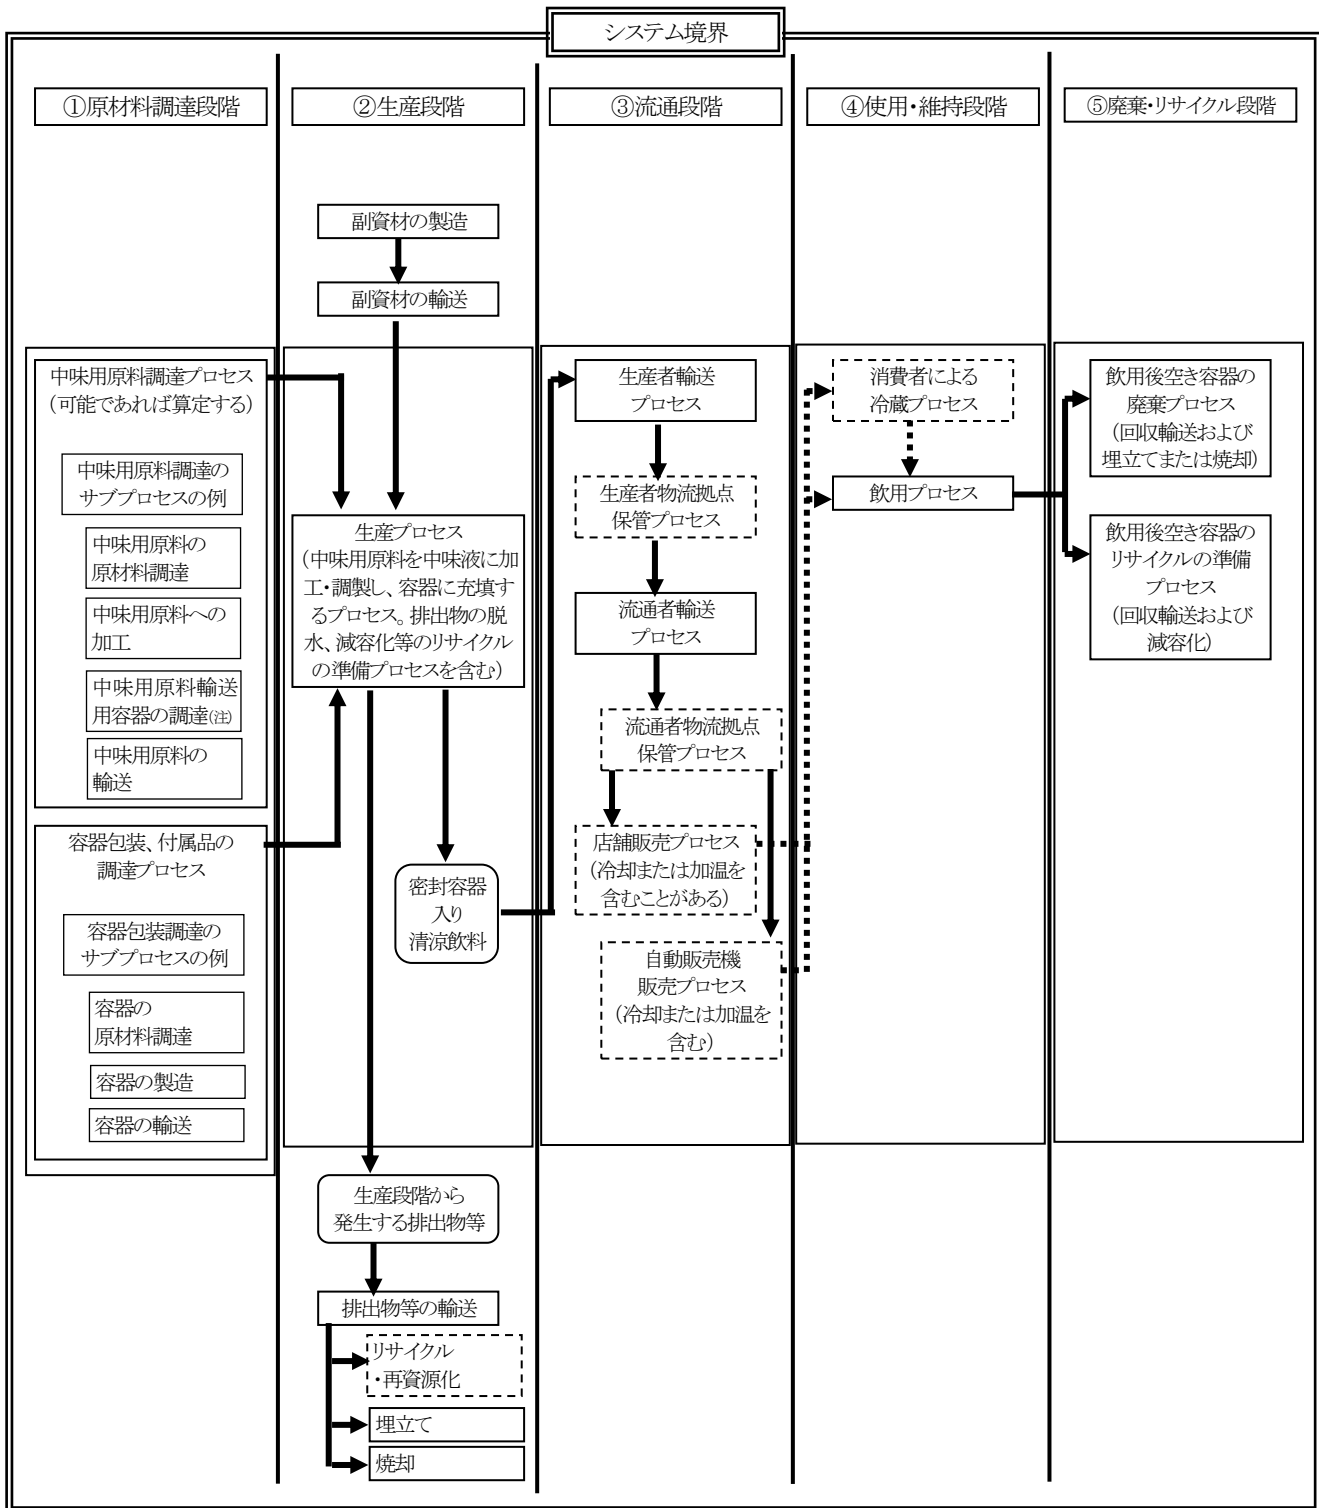 システム境界
①原材料調達段階
②生産段階
③流通段階
④使用・維持段階
⑤廃棄・リサイクル段階
副資材の製造
副資材の輸送
中味用原料調達プロセス
（可能であれば算定する）
中味用原料調達の
サブプロセスの例
中味用原料の
原材料調達
中味用原料への
加工
中味用原料輸送
用容器の調達(注)
中味用原料の
輸送
容器包装、付属品の
調達プロセス
容器包装調達の
サブプロセスの例
容器の
原材料調達
容器の製造
容器の輸送
生産プロセス
（中味用原料を中味液に加
工・調製し、容器に充填す
るプロセス。排出物の脱
水、減容化等のリサイクル
の準備プロセスを含む）
密封容器
入り
清涼飲料
生産段階から
発生する排出物等
排出物等の輸送
リサイクル
・再資源化
埋立て
焼却
生産者輸送
プロセス
生産者物流拠点
保管プロセス
流通者輸送
プロセス
流通者物流拠点
保管プロセス
店舗販売プロセス
（冷却または加温を
含むことがある）
自動販売機
販売プロセス
（冷却または加温を
含む）
消費者による
冷蔵プロセス
飲用プロセス
飲用後空き容器の
廃棄プロセス
（回収輸送および
埋立てまたは焼却）
飲用後空き容器の
リサイクルの準備
プロセス
（回収輸送および
減容化）